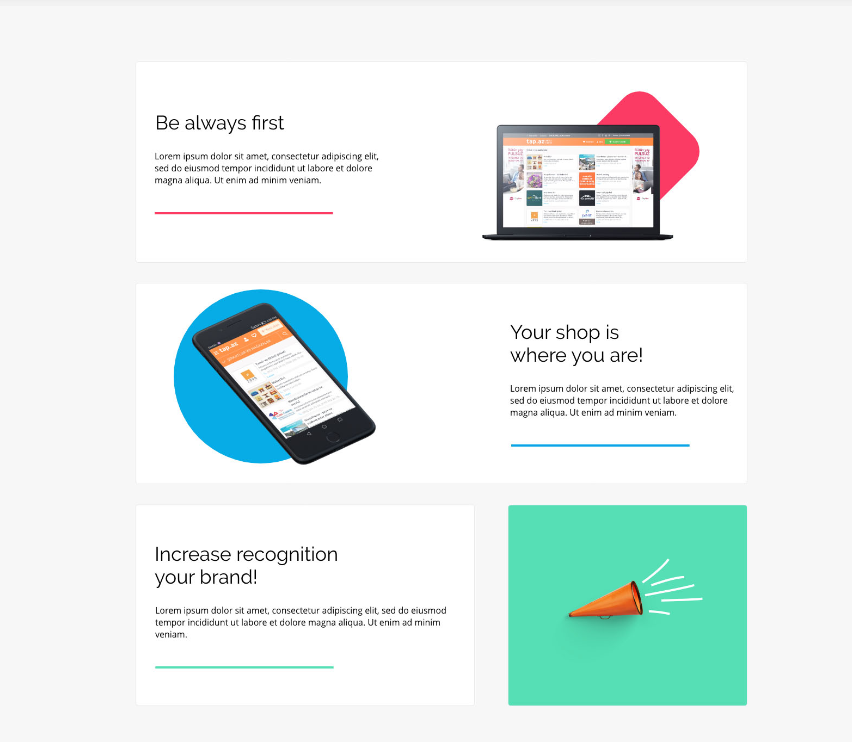 Be always first
Lorem ipsum dolor sit amet, consectetur adipiscing elit,
sed do eiusmod tempor incididunt ut labore et dolore
magna aliqua. Ut enim ad minim veniam.
tap.az
tap.az
Your shop is
where you are!
Lorem ipsum dolor sit amet, consectetur adipiscing elit,
sed do eiusmod tempor incididunt ut labore et dolore
magna aliqua. Ut enim ad minim veniam.
Increase recognition
your brand!
Lorem ipsum dolor sit amet, consectetur adipiscing elit, sed do eiusmod
tempor incididunt ut labore et dolore magna aliqua. Ut enim ad minim
veniam.